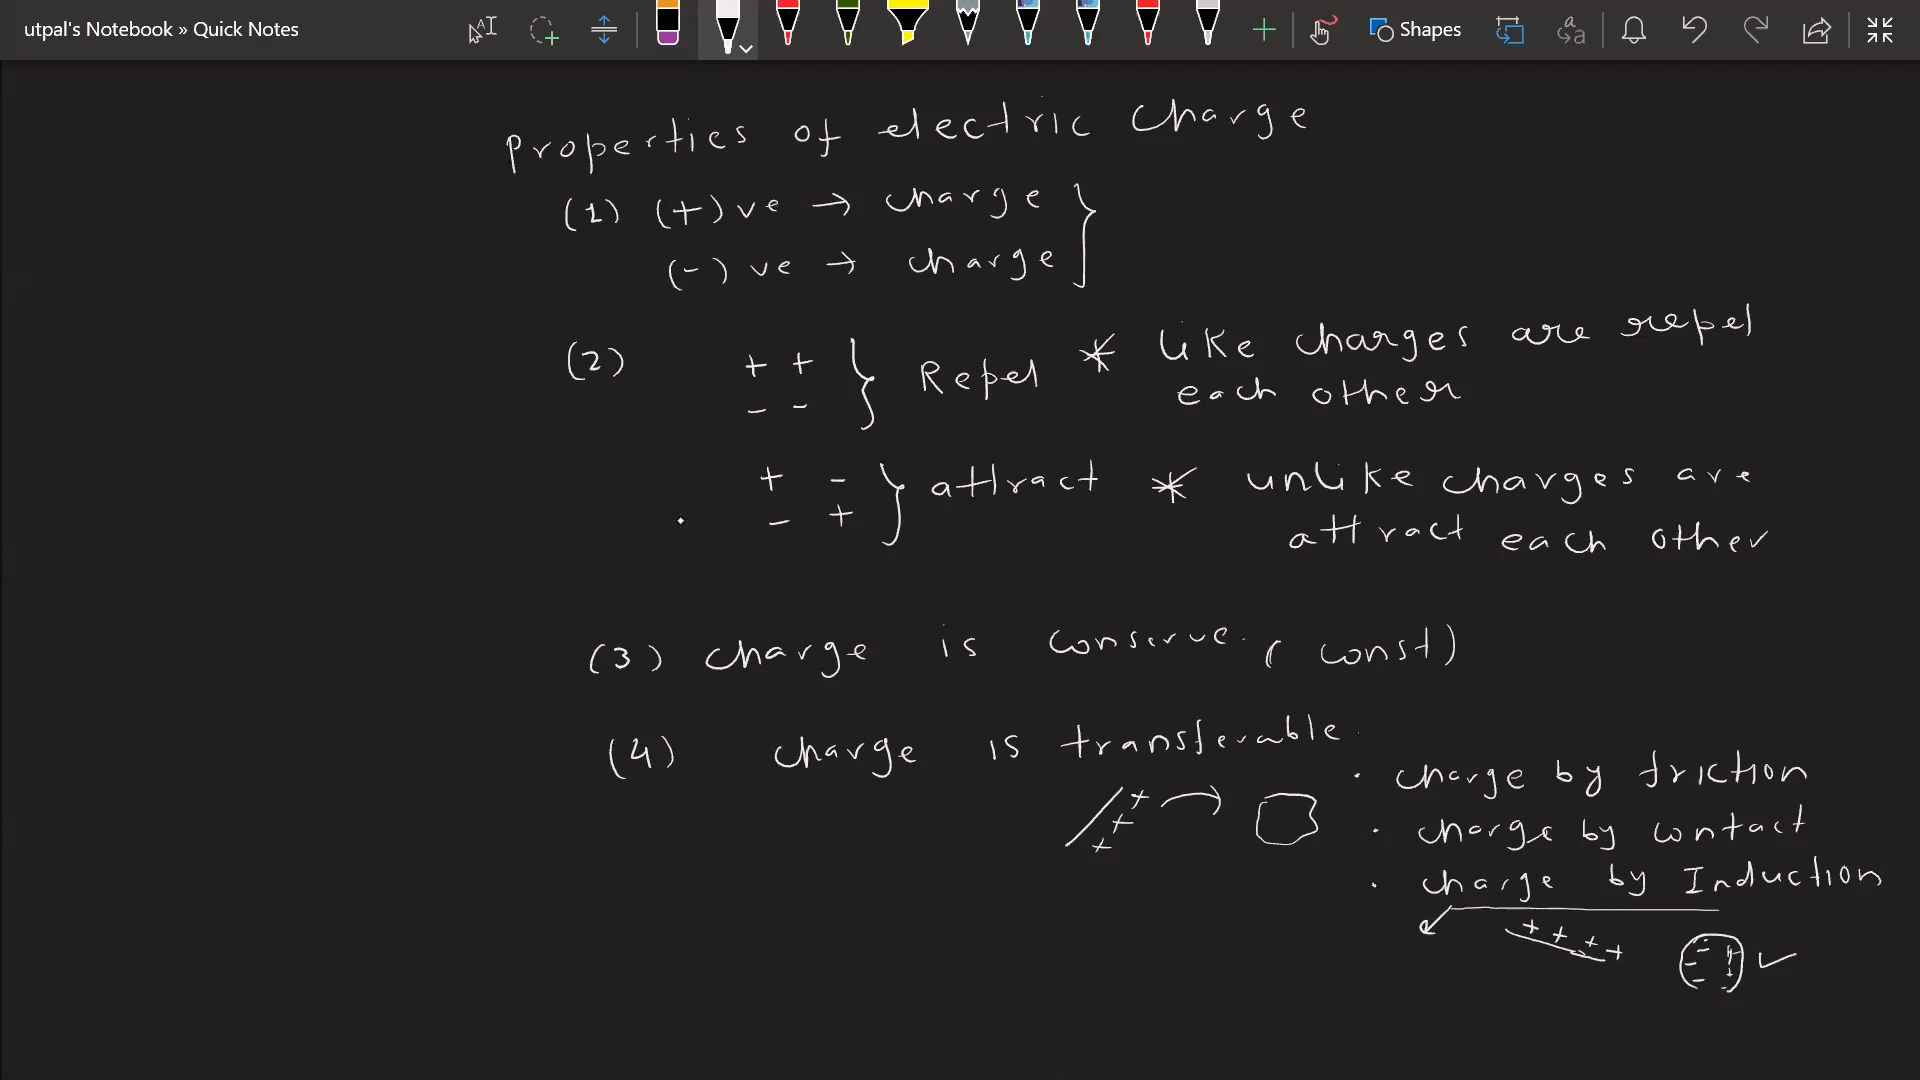 utpal's Notebook » Quick Notes
Shapes
Properties of electric charge
(1) (+)ve → charge
(-) ve → charge
(2) + + } Repel * like charges are repel
- - each other
+ - } attract * unlike charges are
- + attract each other
(3) charge is conserve. (const)
(4) charge is transferable.
· charge by friction
+ + +
· charge by contact
· charge by Induction
+ + + +